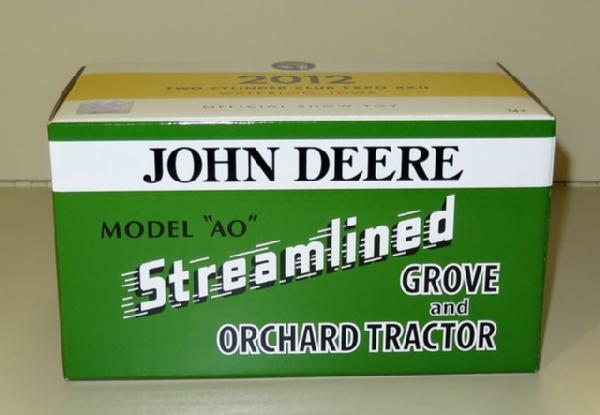 2012
TWO-CYLINDER CLUB EXPO XXII
WATERLOO, IOWA
OFFICIAL SHOW TOY
14+
JOHN DEERE
MODEL "AO"
Streamlined
GROVE
and
ORCHARD TRACTOR